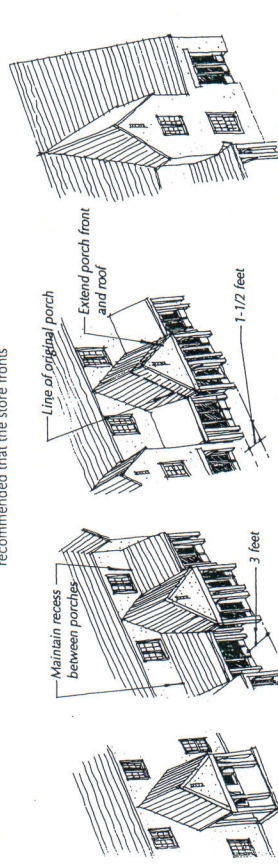 recommended that the store fronts
Maintain recess
between porches
3 feet
Line of original porch
Extend porch front
and roof
1-1/2 feet